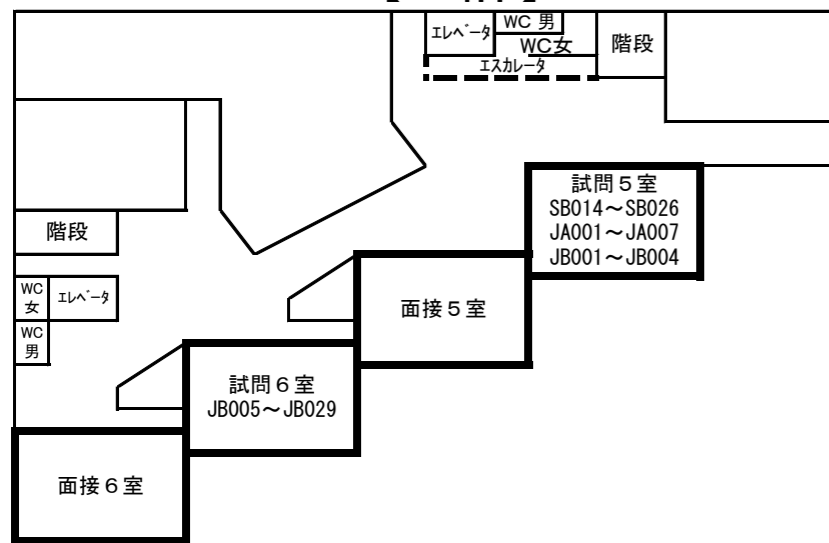 エレベータ
WC 男
WC女
エスカレータ
階段
試問５室
SB014～SB026
JA001～JA007
JB001～JB004
階段
WC
女
エレベータ
WC
男
面接５室
試問６室
JB005～JB029
面接６室